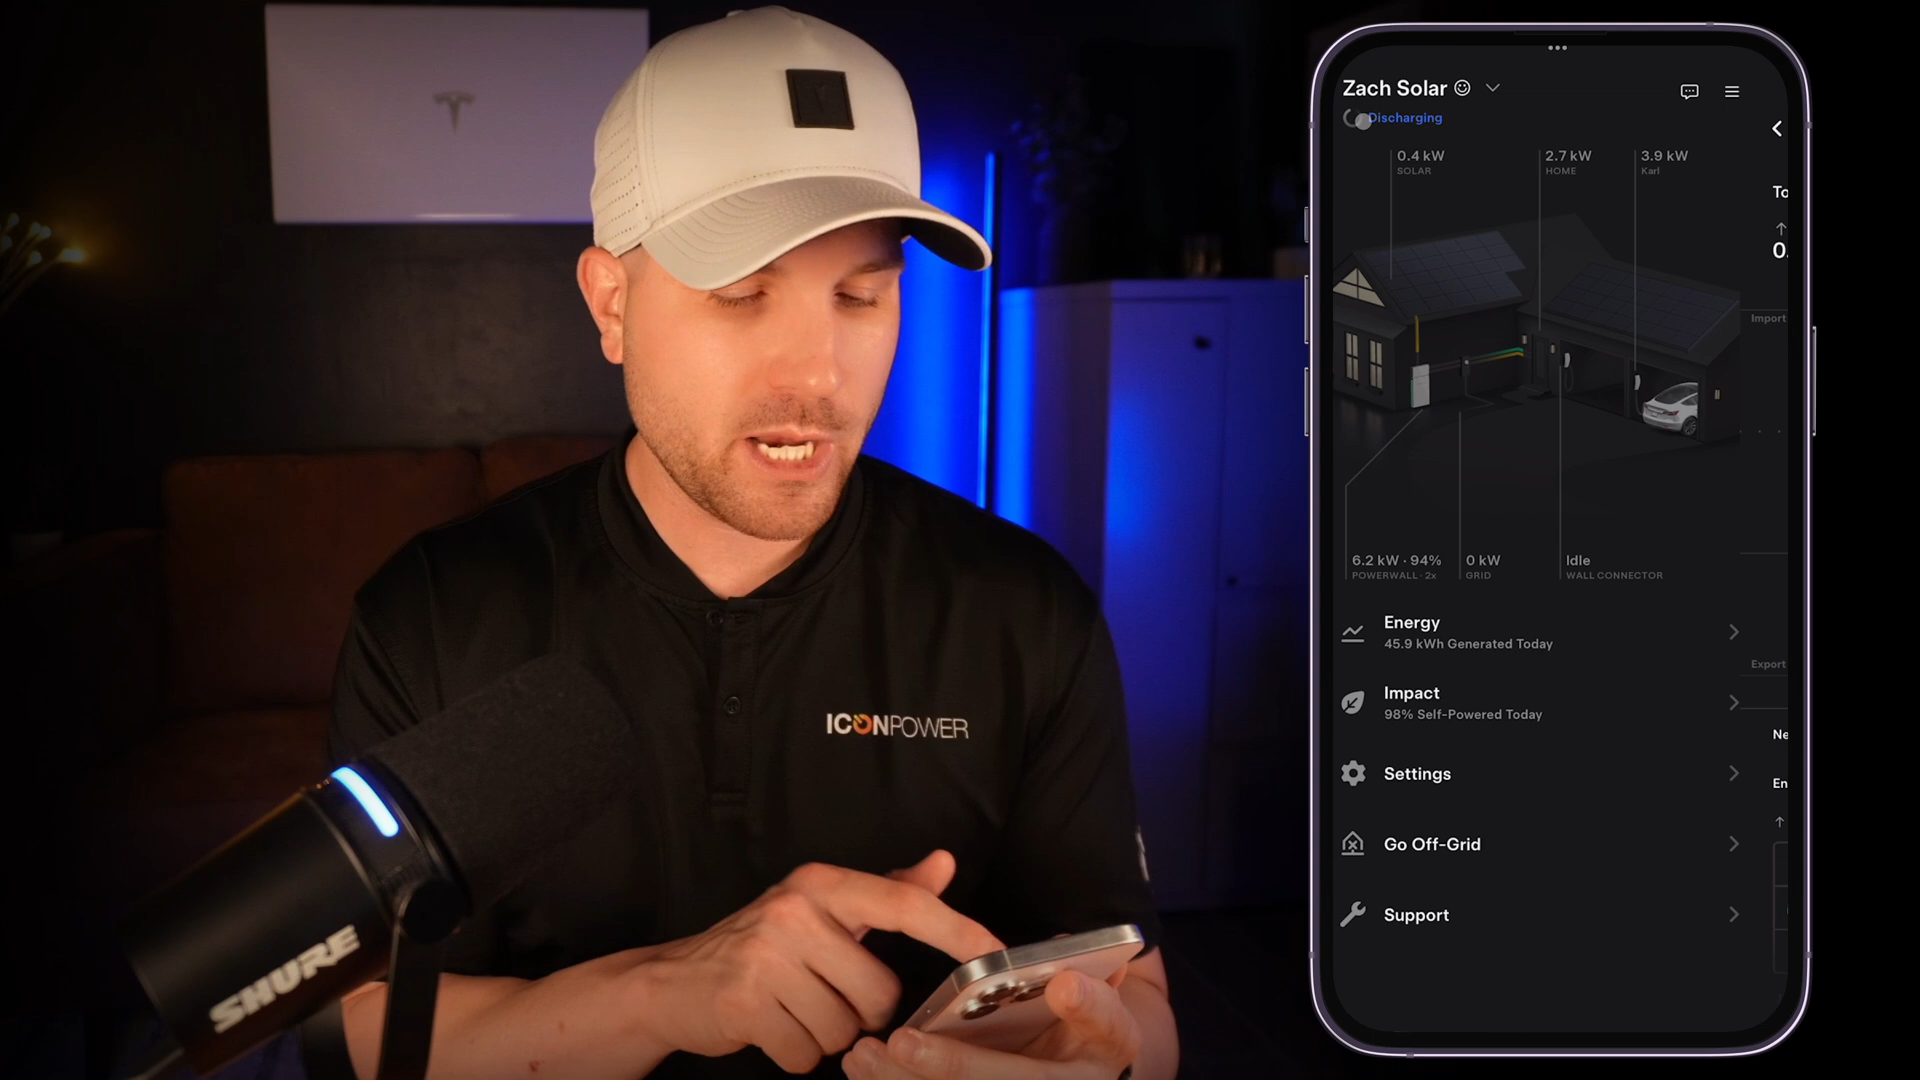 ICONPOWER
SHURE
Zach Solar
Discharging
0.4 kW
SOLAR
2.7 kW
HOME
3.9 kW
Karl
To
0.
Import
6.2 kW · 94%
POWERWALL · 2x
0 kW
GRID
Idle
WALL CONNECTOR
Energy
45.9 kWh Generated Today
Export
Impact
98% Self-Powered Today
Ne
Settings
En
Go Off-Grid
Support